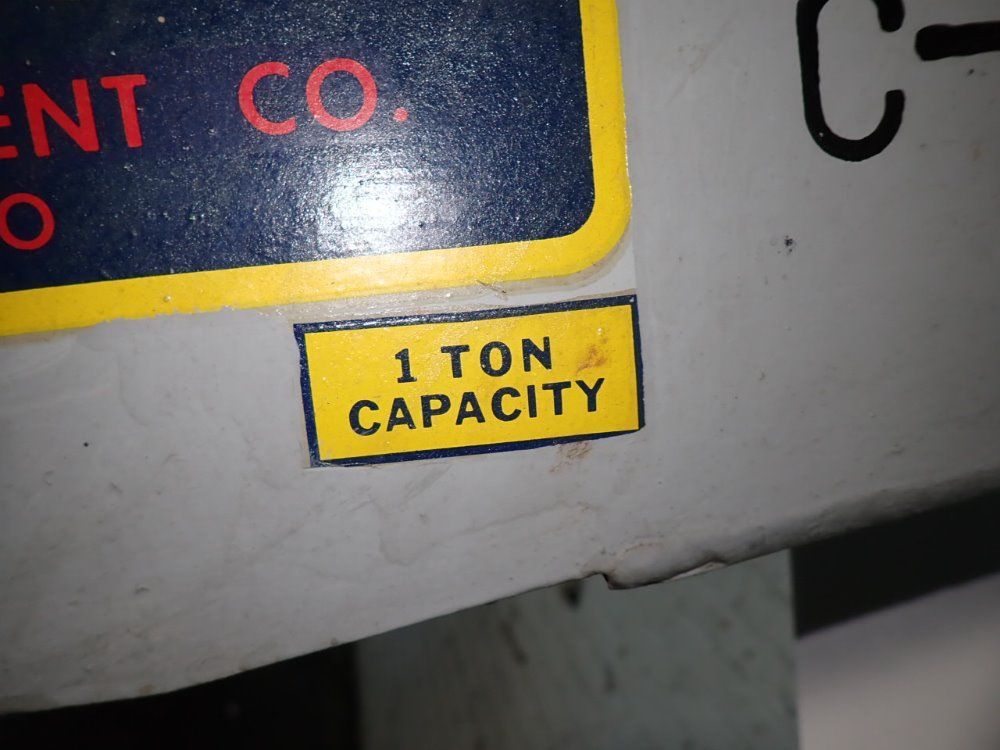 ENT CO.
O
C-
1 TON
CAPACITY